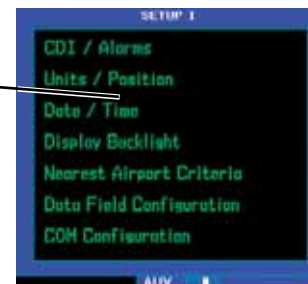 SETUP 1
CDI / Alarms
Units / Position
Date / Time
Display Backlight
Nearest Airport Criteria
Data Field Configuration
COM Configuration
AUX